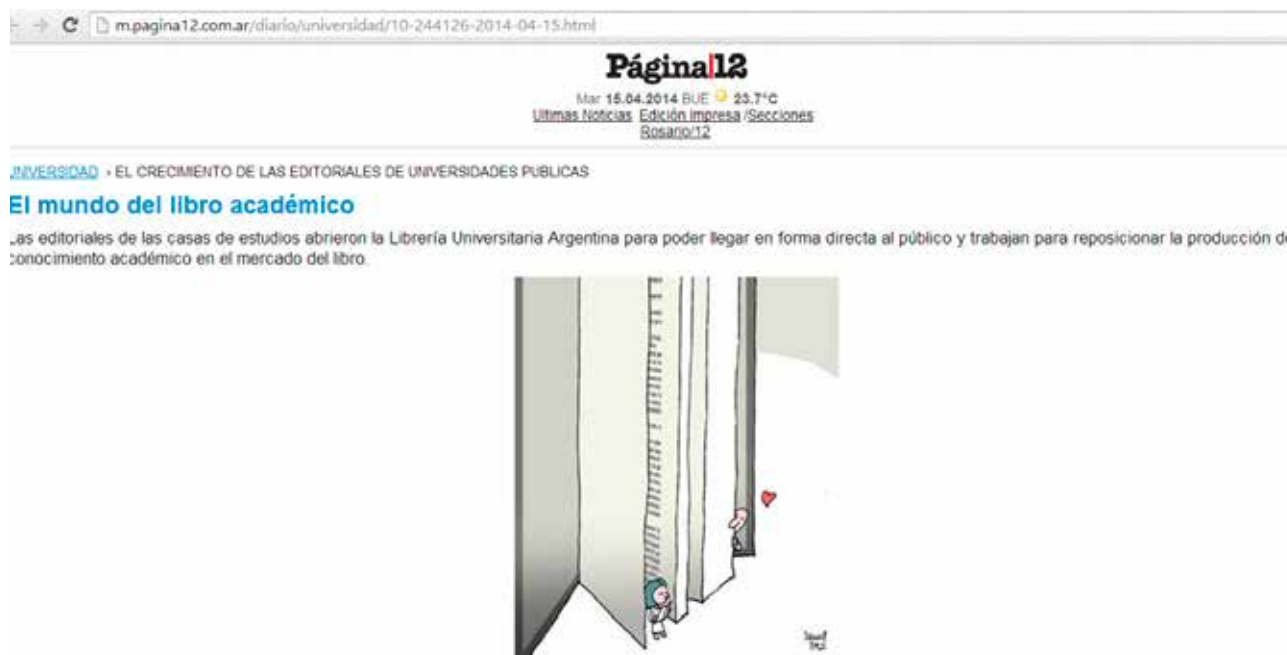 m.pagina12.com.ar/diario/universidad/10-244126-2014-04-15.html
Página|12
Mar 15.04.2014 BUE 23.7°C
Ultimas Noticias Edición Impresa /Secciones
Rosario/12
UNIVERSIDAD › EL CRECIMIENTO DE LAS EDITORIALES DE UNIVERSIDADES PUBLICAS
El mundo del libro académico
Las editoriales de las casas de estudios abrieron la Librería Universitaria Argentina para poder llegar en forma directa al público y trabajan para reposicionar la producción de
conocimiento académico en el mercado del libro.